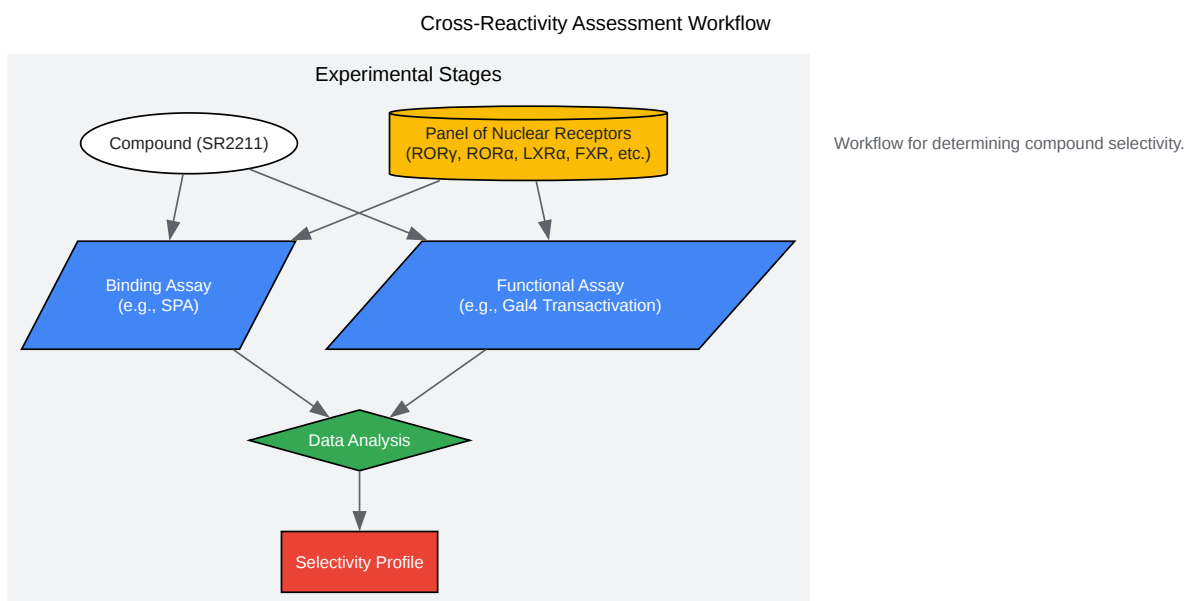 Cross-Reactivity Assessment Workflow
Experimental Stages
Compound (SR2211)
Panel of Nuclear Receptors
(RORγ, RORα, LXRα, FXR, etc.)
Workflow for determining compound selectivity.
Binding Assay
(e.g., SPA)
Functional Assay
(e.g., Gal4 Transactivation)
Data Analysis
Selectivity Profile